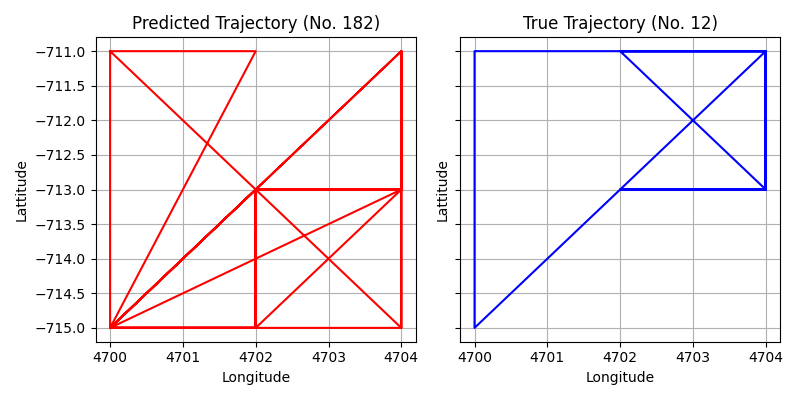 Predicted Trajectory (No. 182)
True Trajectory (No. 12)
−711.0
−711.5
−712.0
−712.5
−713.0
−713.5
−714.0
−714.5
−715.0
Lattitude
Lattitude
4700 4701 4702 4703 4704
4700 4701 4702 4703 4704
Longitude
Longitude